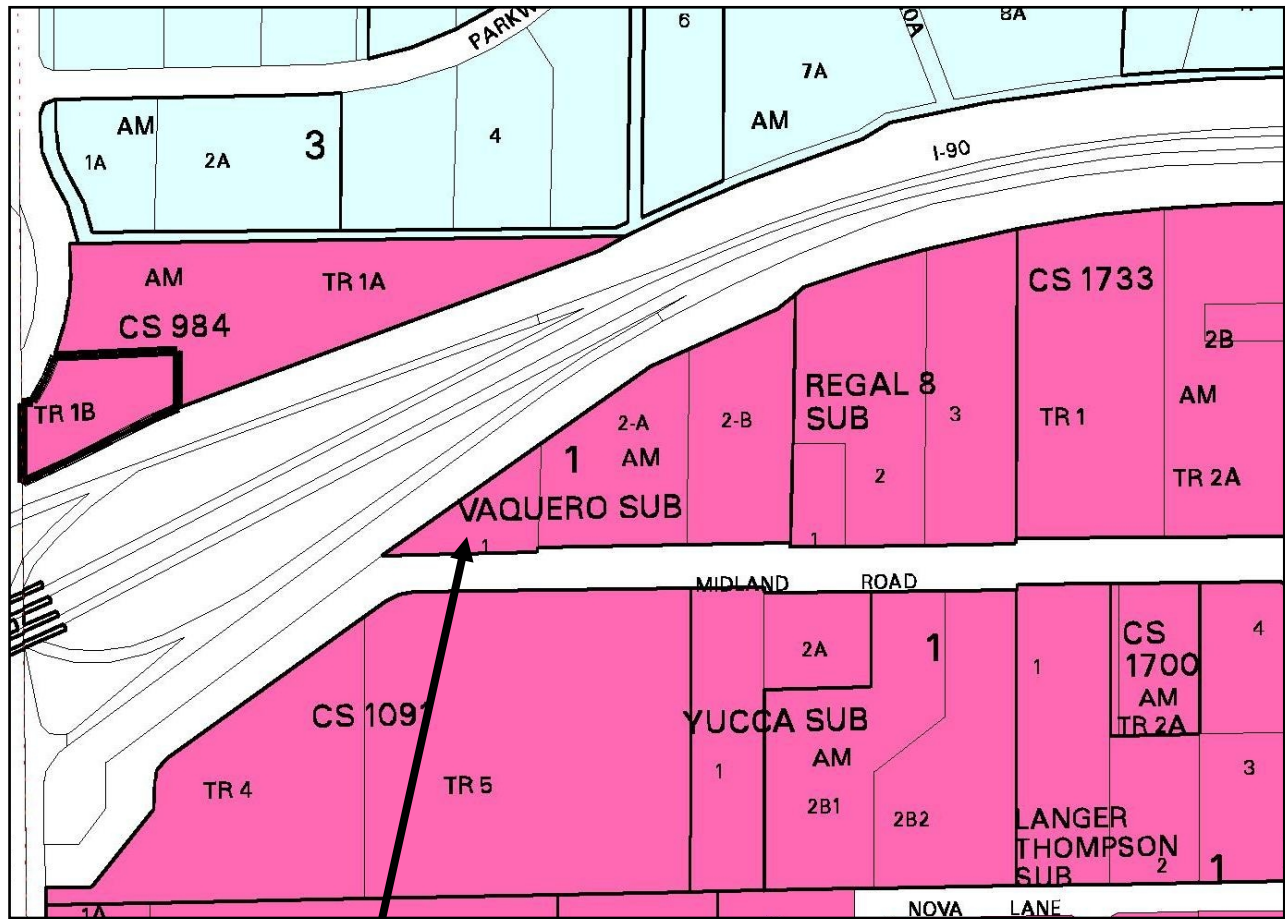 PARKW
6
0A
8A
7A
AM
AM
3
4
1A
2A
I-90
AM
TR 1A
CS 984
TR 1B
CS 1733
2B
REGAL 8
SUB
AM
3
TR 1
2-A
2-B
1
AM
2
TR 2A
VAQUERO SUB
1
1
MIDLAND ROAD
2A
1
1
CS
1700
AM
TR 2A
4
CS 1091
YUCCA SUB
AM
TR 4
TR 5
1
2B1
2B2
3
LANGER
THOMPSON
SUB
2
1
1A
NOVA LANE